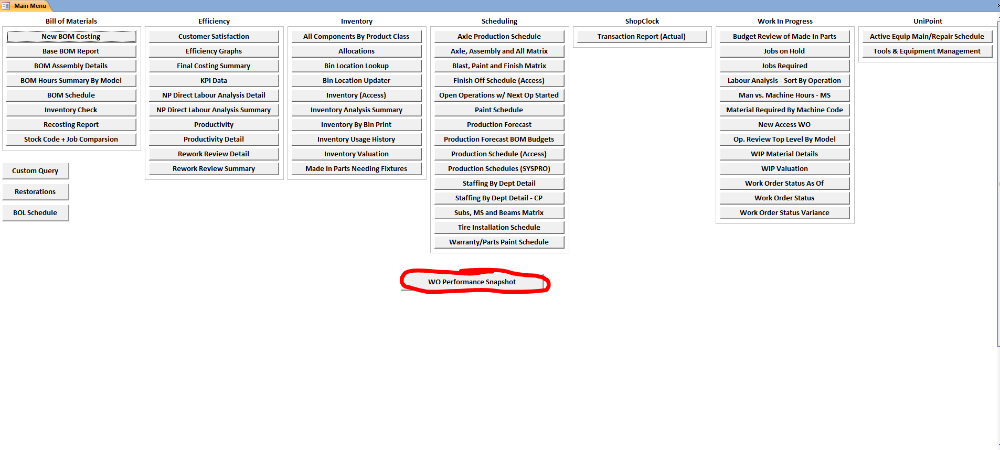 Main Menu
Bill of Materials
New BOM Costing
Base BOM Report
BOM Assembly Details
BOM Hours Summary By Model
BOM Schedule
Inventory Check
Recosting Report
Stock Code + Job Comparsion
Custom Query
Restorations
BOL Schedule
Efficiency
Customer Satisfaction
Efficiency Graphs
Final Costing Summary
KPI Data
NP Direct Labour Analysis Detail
NP Direct Labour Analysis Summary
Productivity
Productivity Detail
Rework Review Detail
Rework Review Summary
Inventory
All Components By Product Class
Allocations
Bin Location Lookup
Bin Location Updater
Inventory (Access)
Inventory Analysis Summary
Inventory By Bin Print
Inventory Usage History
Inventory Valuation
Made In Parts Needing Fixtures
Scheduling
Axle Production Schedule
Axle, Assembly and All Matrix
Blast, Paint and Finish Matrix
Finish Off Schedule (Access)
Open Operations w/ Next Op Started
Paint Schedule
Production Forecast
Production Forecast BOM Budgets
Production Schedule (Access)
Production Schedules (SYSPRO)
Staffing By Dept Detail
Staffing By Dept Detail - CP
Subs, MS and Beams Matrix
Tire Installation Schedule
Warranty/Parts Paint Schedule
ShopClock
Transaction Report (Actual)
Work In Progress
Budget Review of Made In Parts
Jobs on Hold
Jobs Required
Labour Analysis - Sort By Operation
Man vs. Machine Hours - MS
Material Required By Machine Code
New Access WO
Op. Review Top Level By Model
WIP Material Details
WIP Valuation
Work Order Status As Of
Work Order Status
Work Order Status Variance
UniPoint
Active Equip Main/Repair Schedule
Tools & Equipment Management
WO Performance Snapshot